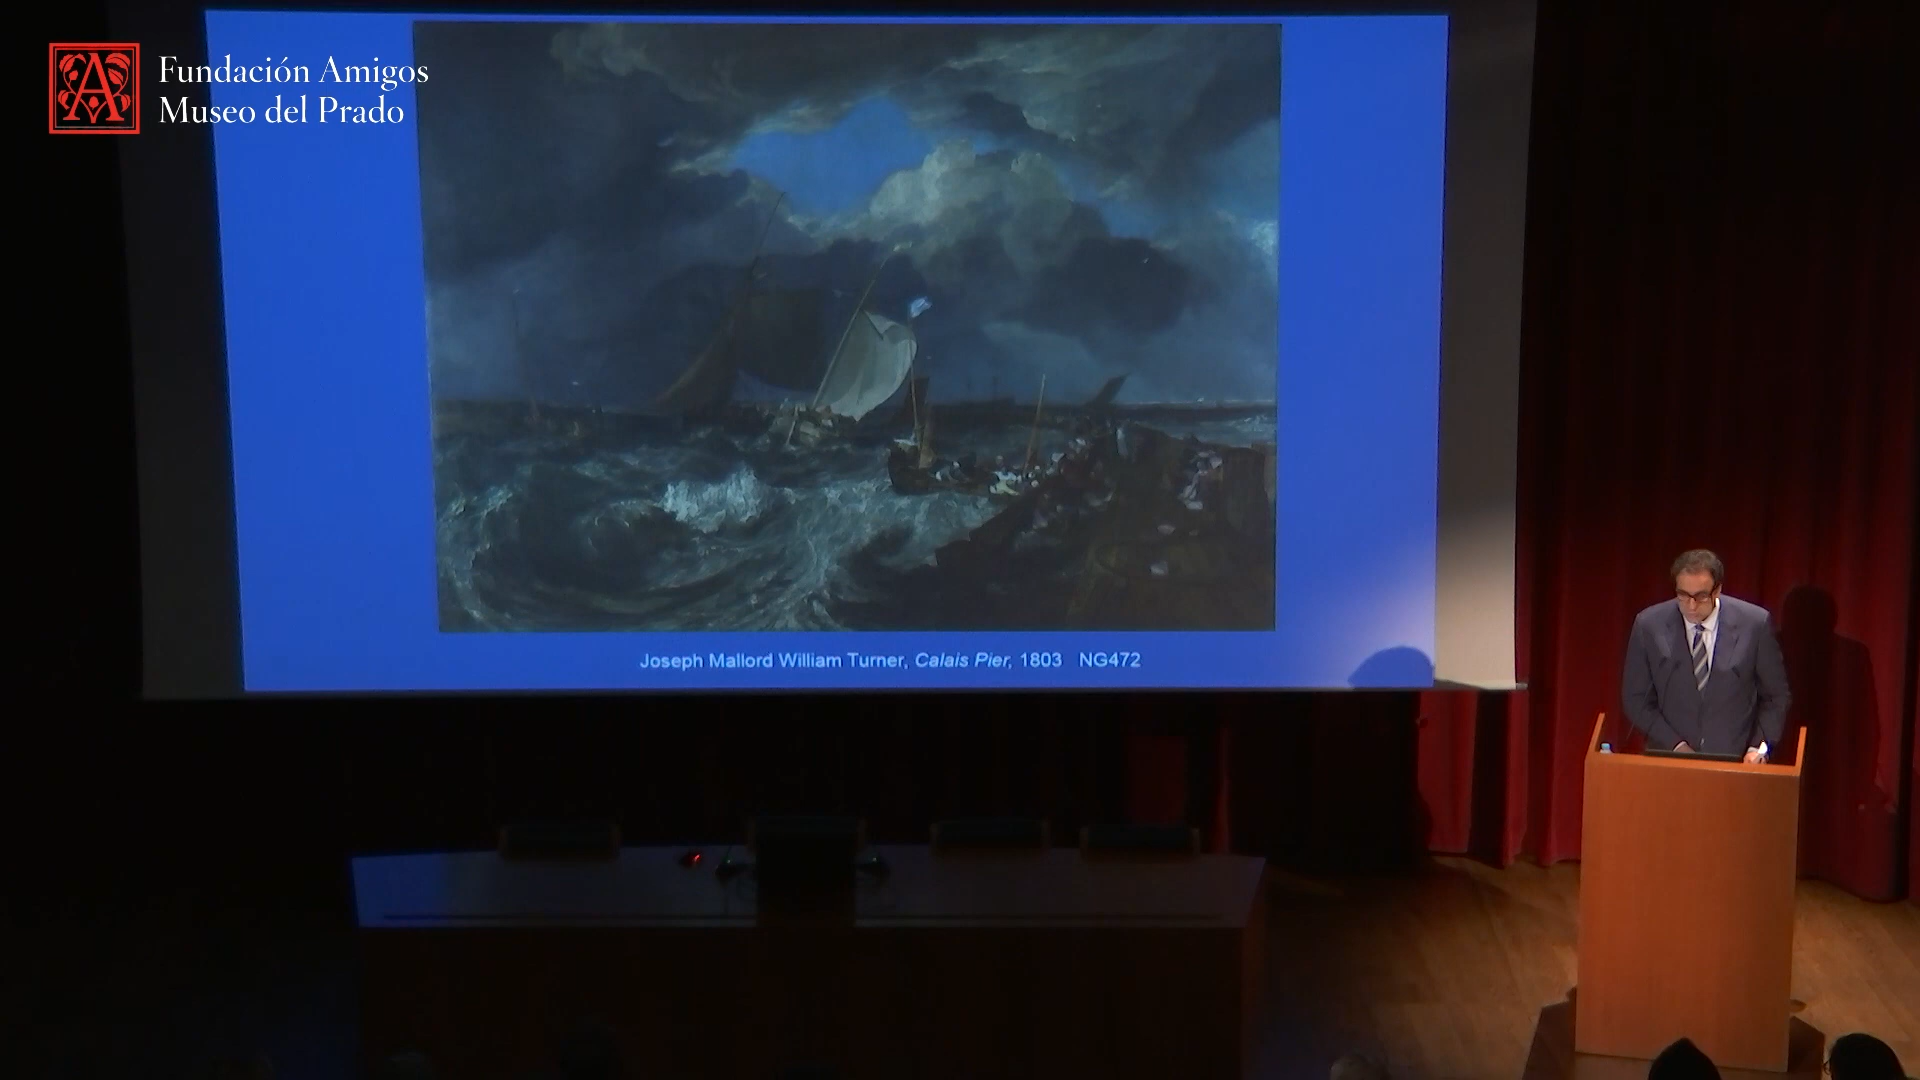 Fundación Amigos
Museo del Prado
Joseph Mallord William Turner, Calais Pier, 1803 NG472